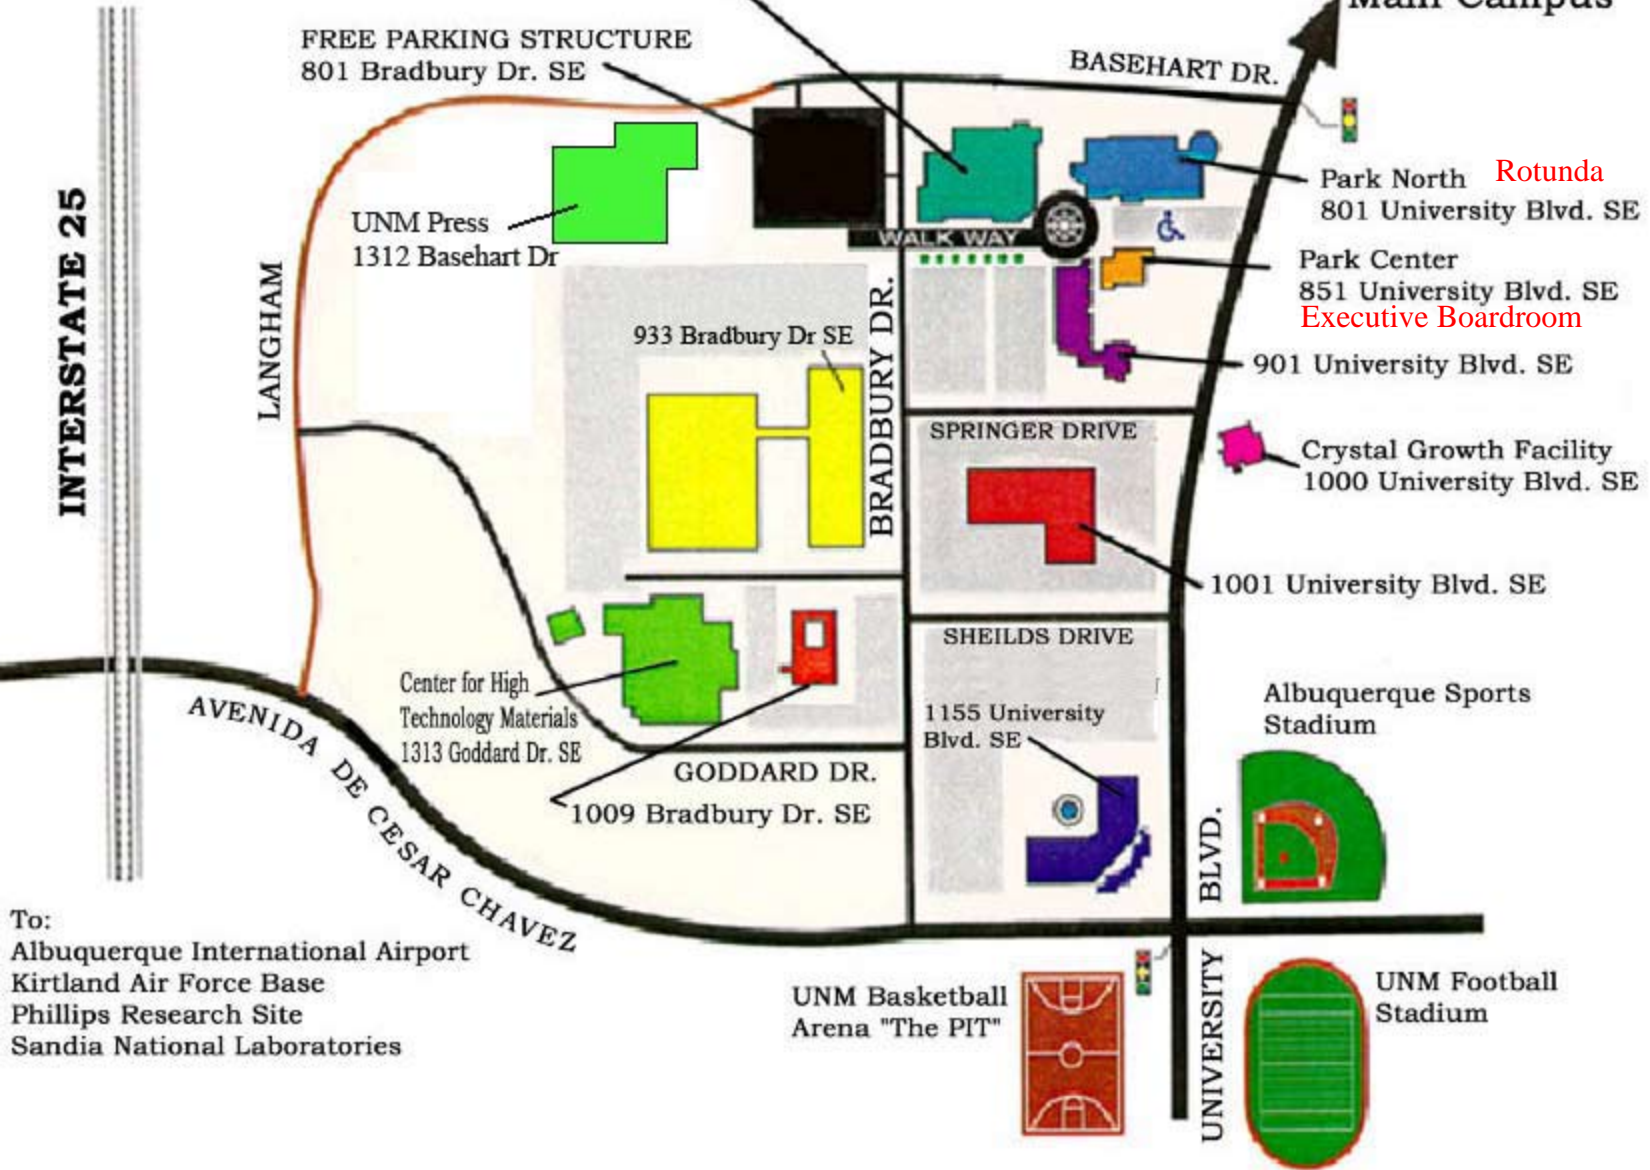 Main Campus
FREE PARKING STRUCTURE
801 Bradbury Dr. SE
BASEHART DR.
Park North Rotunda
801 University Blvd. SE
UNM Press
1312 Basehart Dr
WALK WAY
Park Center
851 University Blvd. SE
Executive Boardroom
INTERSTATE 25
LANGHAM
933 Bradbury Dr SE
BRADBURY DR.
901 University Blvd. SE
SPRINGER DRIVE
Crystal Growth Facility
1000 University Blvd. SE
1001 University Blvd. SE
SHEILDS DRIVE
Center for High
Technology Materials
1313 Goddard Dr. SE
1155 University
Blvd. SE
Albuquerque Sports
Stadium
AVENIDA DE CESAR CHAVEZ
GODDARD DR.
1009 Bradbury Dr. SE
To:
Albuquerque International Airport
Kirtland Air Force Base
Phillips Research Site
Sandia National Laboratories
UNM Basketball
Arena "The PIT"
UNIVERSITY BLVD.
UNM Football
Stadium